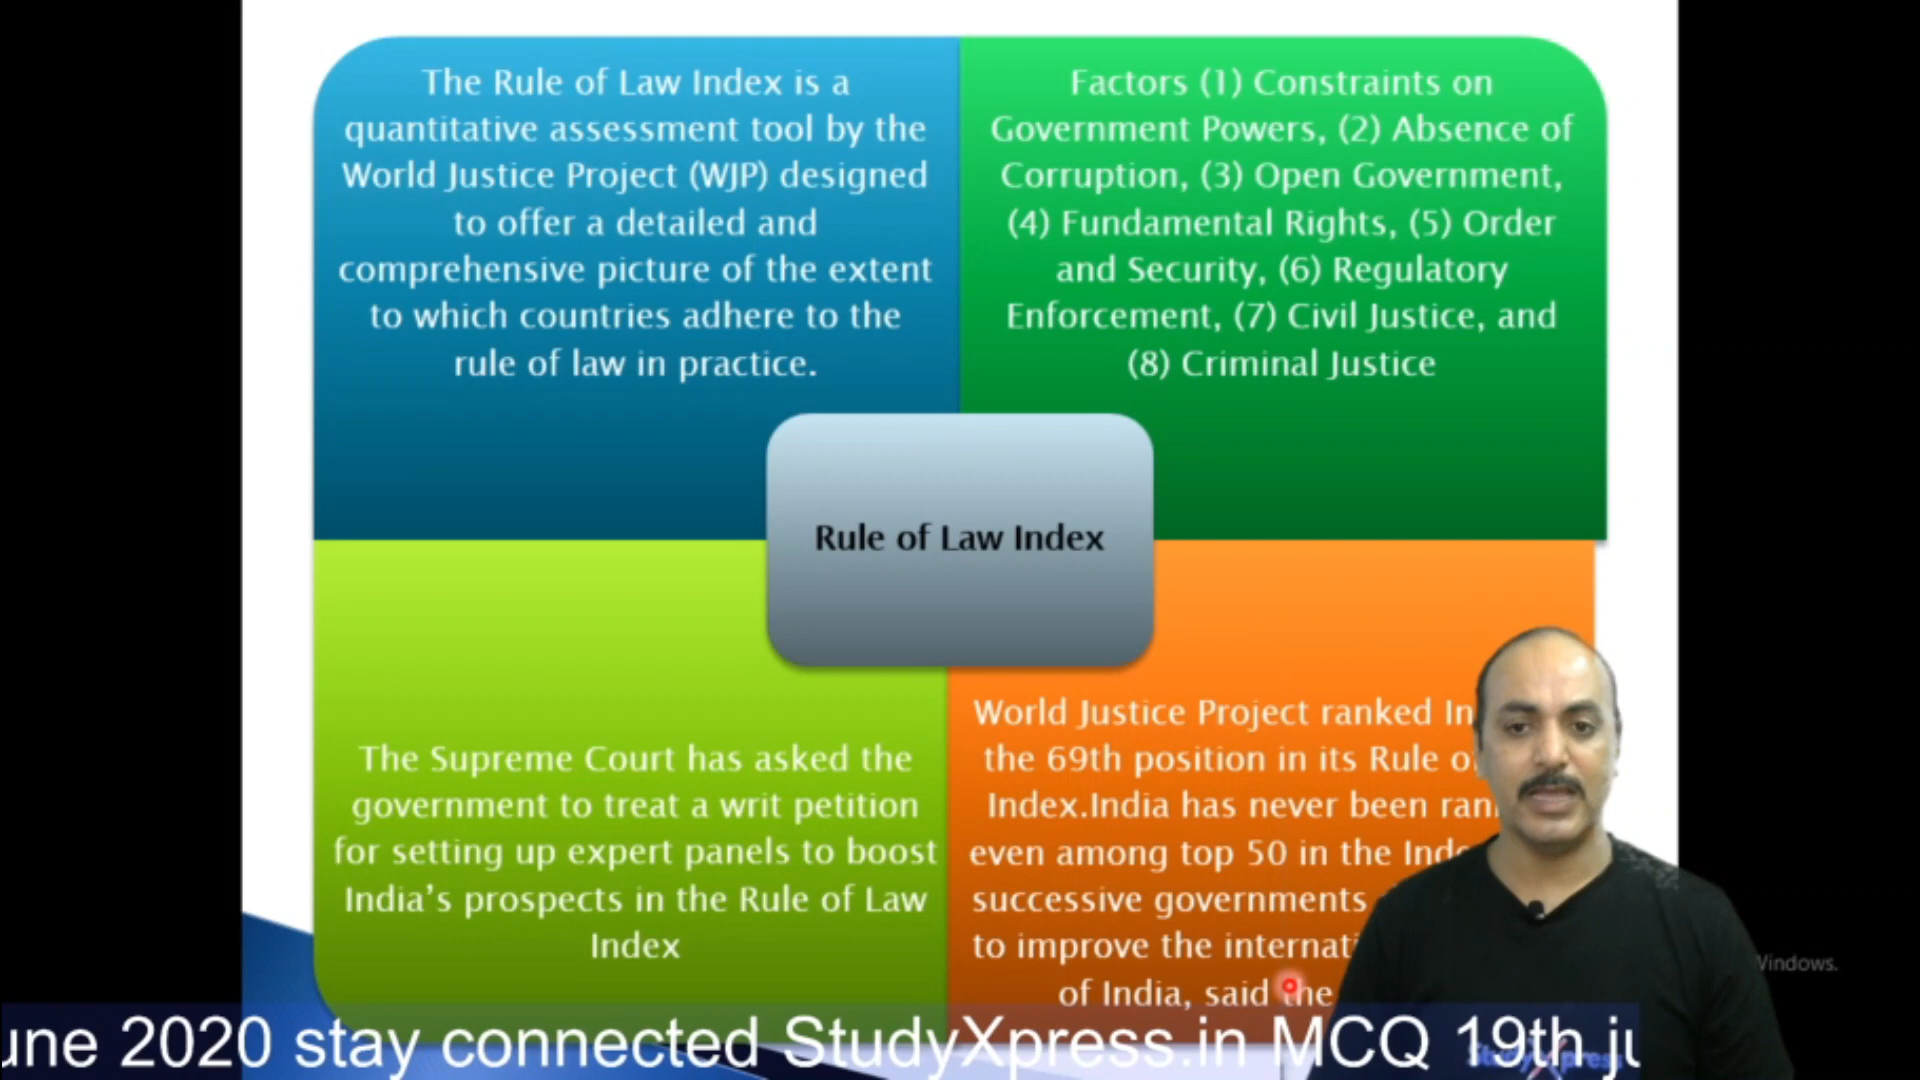 The Rule of Law Index is a
quantitative assessment tool by the
World Justice Project (WJP) designed
to offer a detailed and
comprehensive picture of the extent
to which countries adhere to the
rule of law in practice.
Factors (1) Constraints on
Government Powers, (2) Absence of
Corruption, (3) Open Government,
(4) Fundamental Rights, (5) Order
and Security, (6) Regulatory
Enforcement, (7) Civil Justice, and
(8) Criminal Justice
Rule of Law Index
The Supreme Court has asked the
government to treat a writ petition
for setting up expert panels to boost
India’s prospects in the Rule of Law
Index
World Justice Project ranked
the 69th position in its Rule
Index.India has never been
even among top 50 in the
successive governments
to improve the
of India, said the
Windows.
une 2020 stay connected StudyXpress.in MCQ 19th
StudyXpress